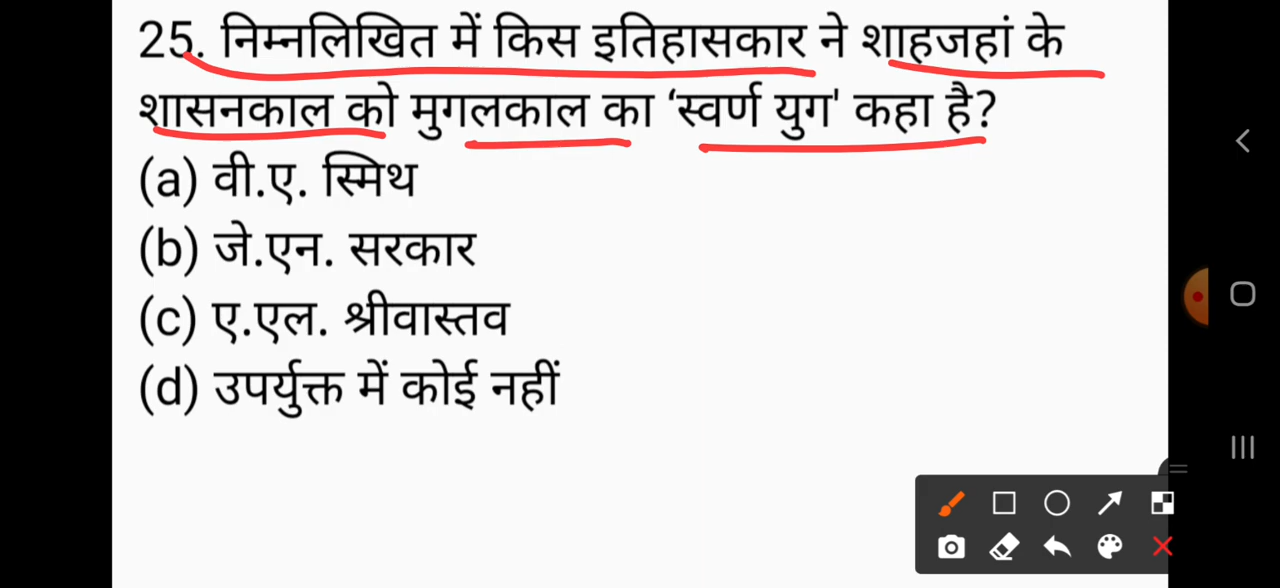 25. निम्नलिखित में किस इतिहासकार ने शाहजहां के
शासनकाल को मुगलकाल का ‘स्वर्ण युग' कहा है?
(a) वी.ए. स्मिथ
(b) जे.एन. सरकार
(c) ए.एल. श्रीवास्तव
(d) उपर्युक्त में कोई नहीं